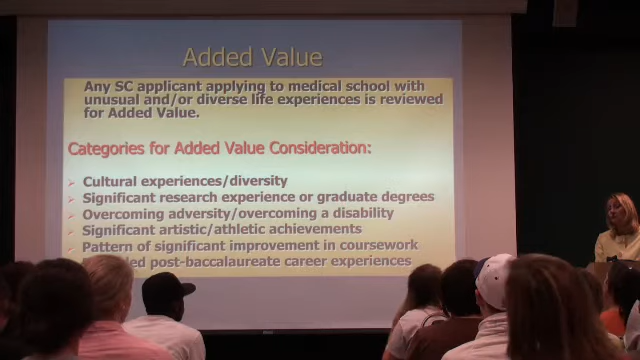 Added Value
Any SC applicant applying to medical school with
unusual and/or diverse life experiences is reviewed
for Added Value.
Categories for Added Value Consideration:
Cultural experiences/diversity
Significant research experience or graduate degrees
Overcoming adversity/overcoming a disability
Significant artistic/athletic achievements
Pattern of significant improvement in coursework
post-baccalaureate career experiences